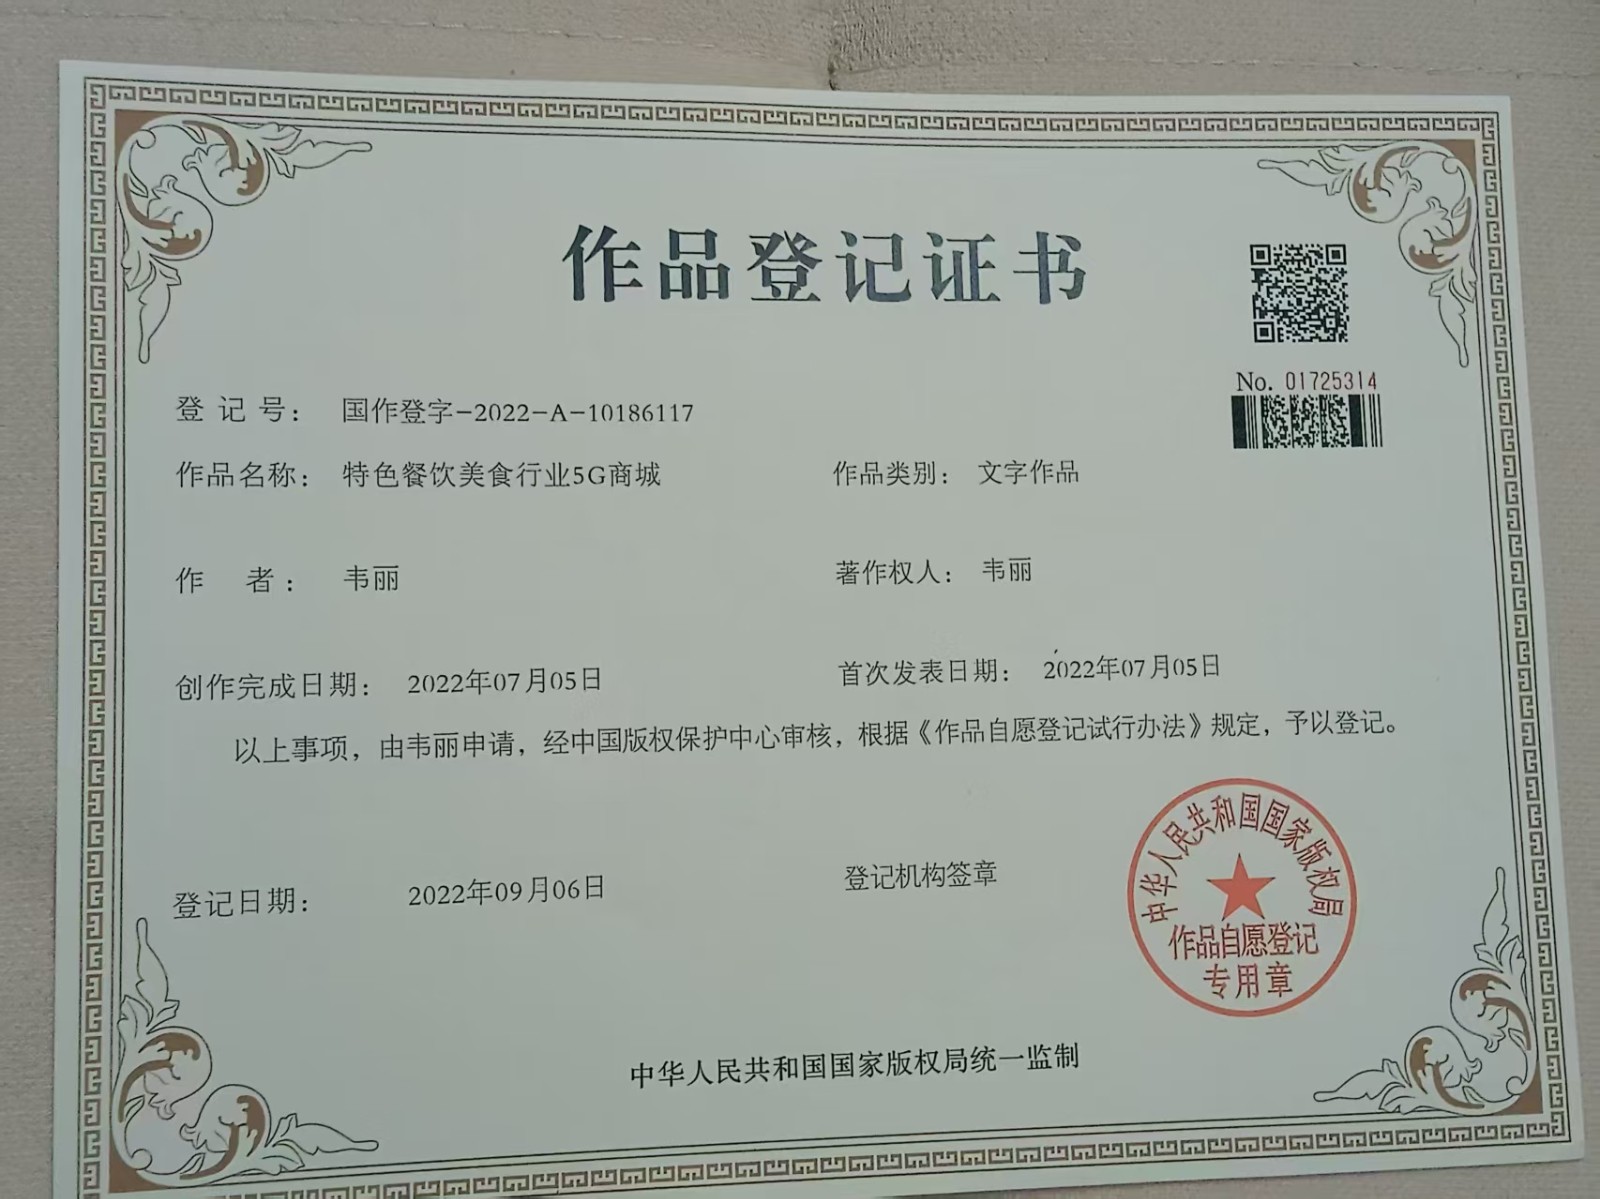 作品登记证书
No. 01725314
登记号： 国作登字-2022-A-10186117
作品名称： 特色餐饮美食行业5G商城 作品类别： 文字作品
作 者： 韦丽 著作权人： 韦丽
创作完成日期： 2022年07月05日 首次发表日期： 2022年07月05日
以上事项，由韦丽申请，经中国版权保护中心审核，根据《作品自愿登记试行办法》规定，予以登记。
登记日期： 2022年09月06日 登记机构签章
中华人民共和国国家版权局
作品自愿登记
专用章
中华人民共和国国家版权局统一监制